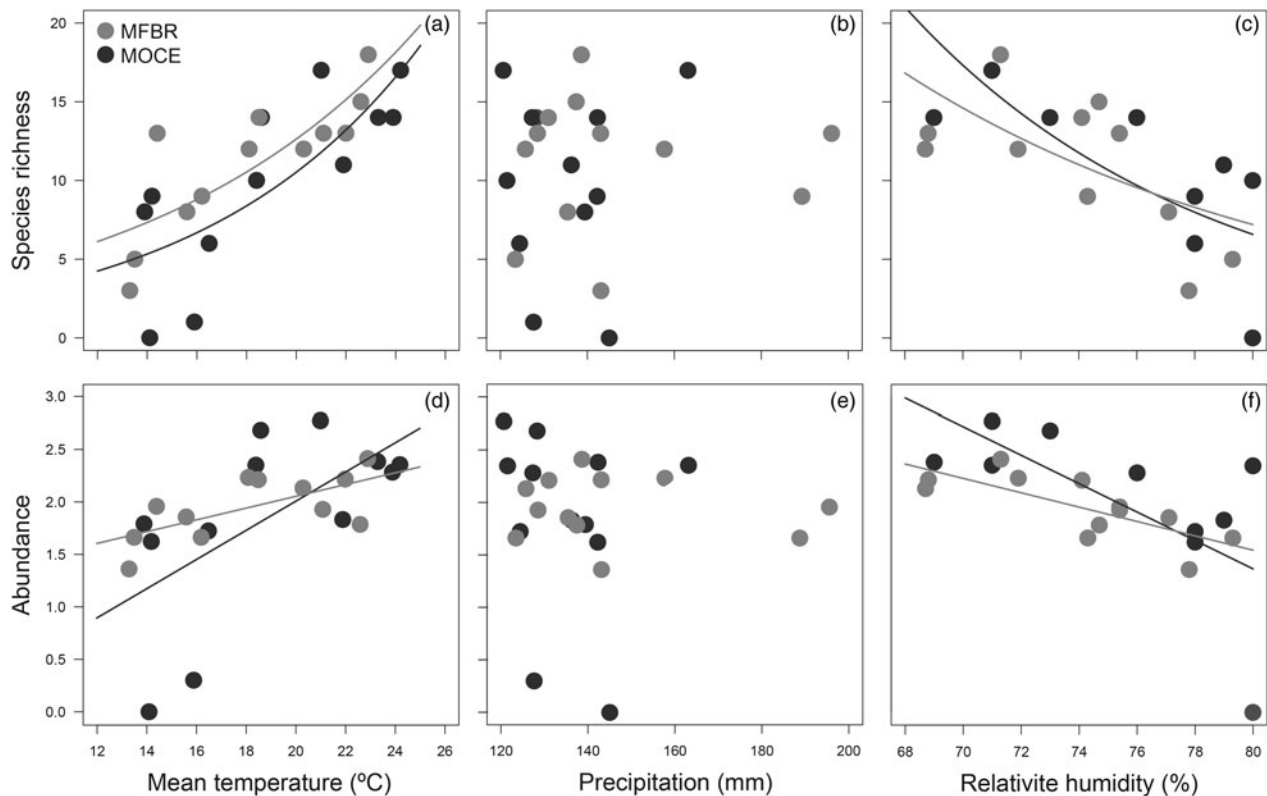 Species richness
20
15
10
5
0
MFBR
MOCE
(a)
(b)
(c)
Abundance
3.0
2.5
2.0
1.5
1.0
0.5
0.0
(d)
(e)
(f)
12 14 16 18 20 22 24 26
120 140 160 180 200
68 70 72 74 76 78 80
Mean temperature (ºC)
Precipitation (mm)
Relativite humidity (%)